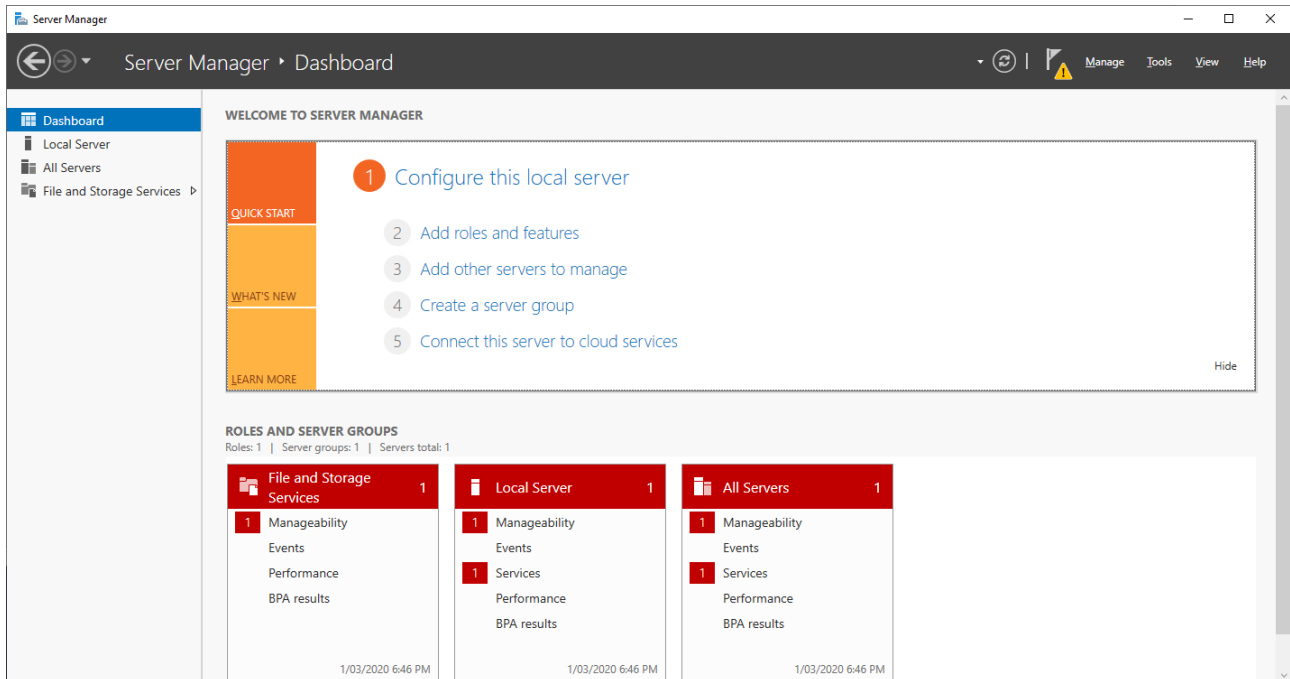 Server Manager
Server Manager ‣ Dashboard
Manage Tools View Help
Dashboard
Local Server
All Servers
File and Storage Services
WELCOME TO SERVER MANAGER
QUICK START
WHAT'S NEW
LEARN MORE
1 Configure this local server
2 Add roles and features
3 Add other servers to manage
4 Create a server group
5 Connect this server to cloud services
Hide
ROLES AND SERVER GROUPS
Roles: 1 | Server groups: 1 | Servers total: 1
File and Storage
Services 1
1 Manageability
Events
Performance
BPA results
1/03/2020 6:46 PM
Local Server 1
1 Manageability
Events
1 Services
Performance
BPA results
1/03/2020 6:46 PM
All Servers 1
1 Manageability
Events
1 Services
Performance
BPA results
1/03/2020 6:46 PM